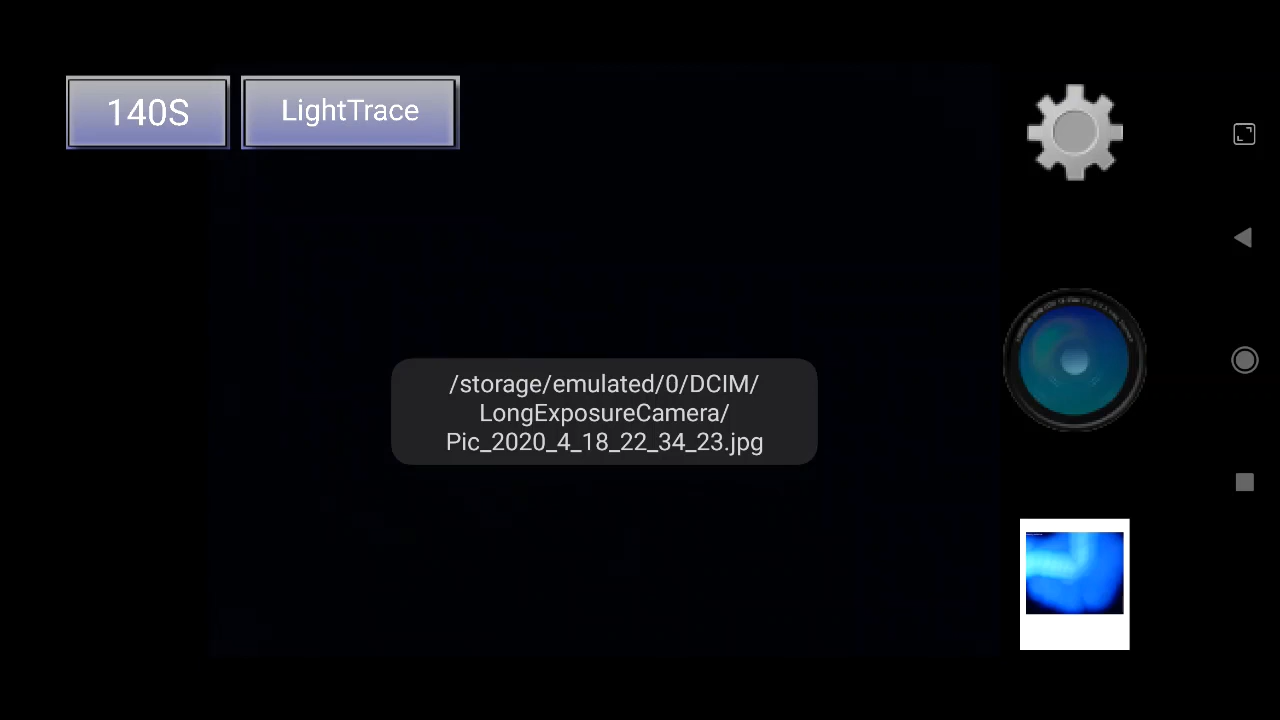 140S
LightTrace
/storage/emulated/0/DCIM/
LongExposureCamera/
Pic_2020_4_18_22_34_23.jpg